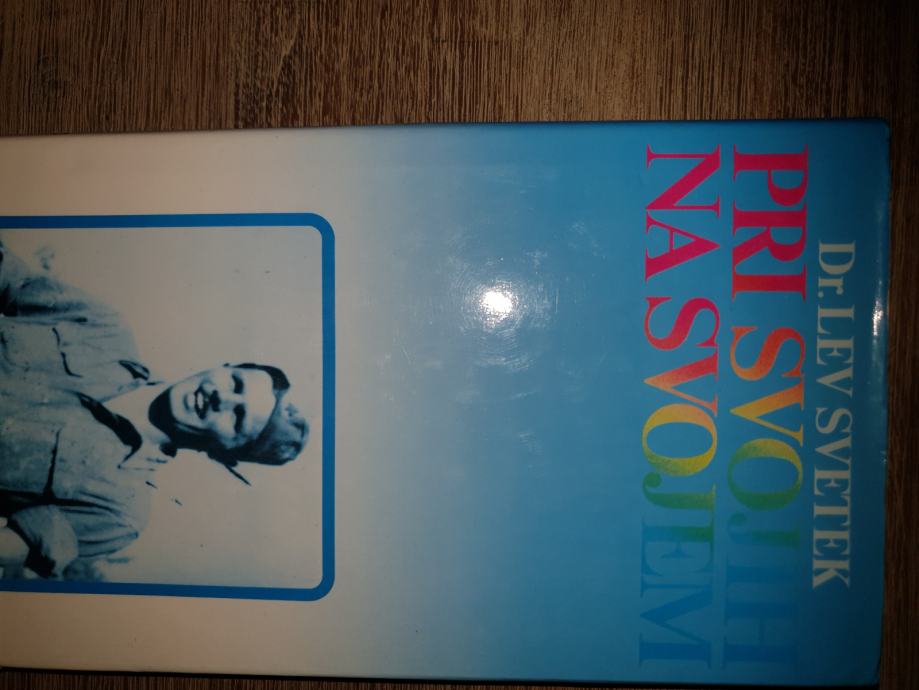 Dr. LEV SVETEK
PRI SVOJIH
NA SVOJEM